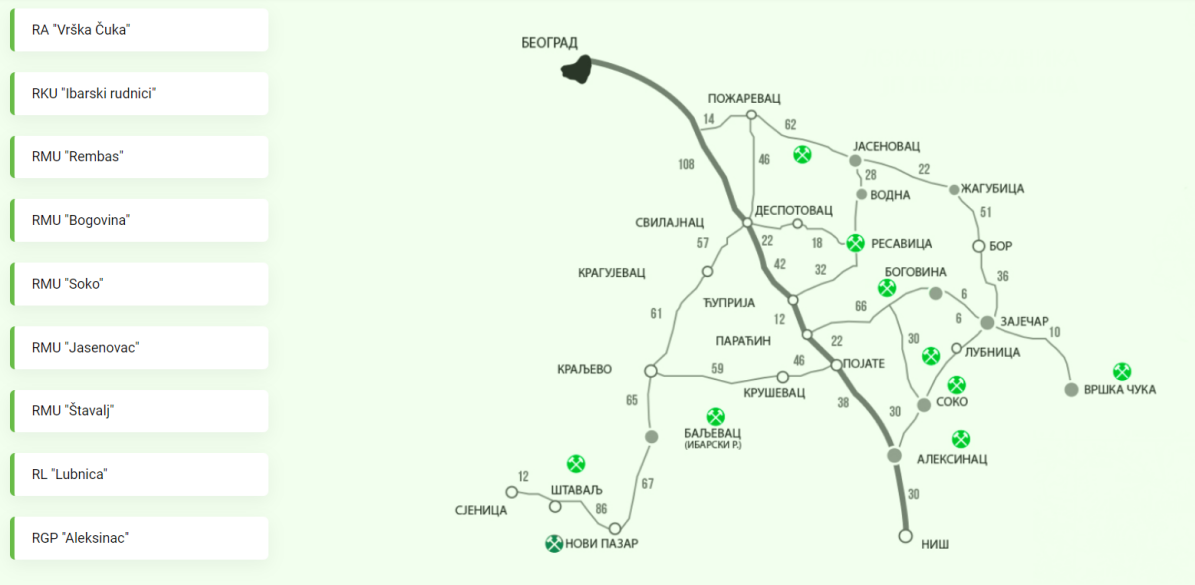 RA "Vrška Čuka"
RKU "Ibarski rudnici"
RMU "Rembas"
RMU "Bogovina"
RMU "Soko"
RMU "Jasenovac"
RMU "Štavalj"
RL "Lubnica"
RGP "Aleksinac"
БЕОГРАД
ПОЖАРЕВАЦ
14
62
108
46
ЈАСЕНОВАЦ
28
22
ВОДНА
ЖАГУБИЦА
51
СВИЛАЈНАЦ
ДЕСПОТОВАЦ
57
22
18
РЕСАВИЦА
БОР
КРАГУЈЕВАЦ
42
32
БОГОВИНА
36
ЋУПРИЈА
66
6
61
12
6
ЗАЈЕЧАР
10
ПАРАЋИН
22
30
ЛУБНИЦА
КРАЉЕВО
59
46
ПОЈАТЕ
КРУШЕВАЦ
ВРШКА ЧУКА
65
38
30
СОКО
БАЉЕВАЦ
(ИБАРСКИ Р.)
АЛЕКСИНАЦ
12
67
ШТАВАЉ
30
СЈЕНИЦА
86
НОВИ ПАЗАР
НИШ